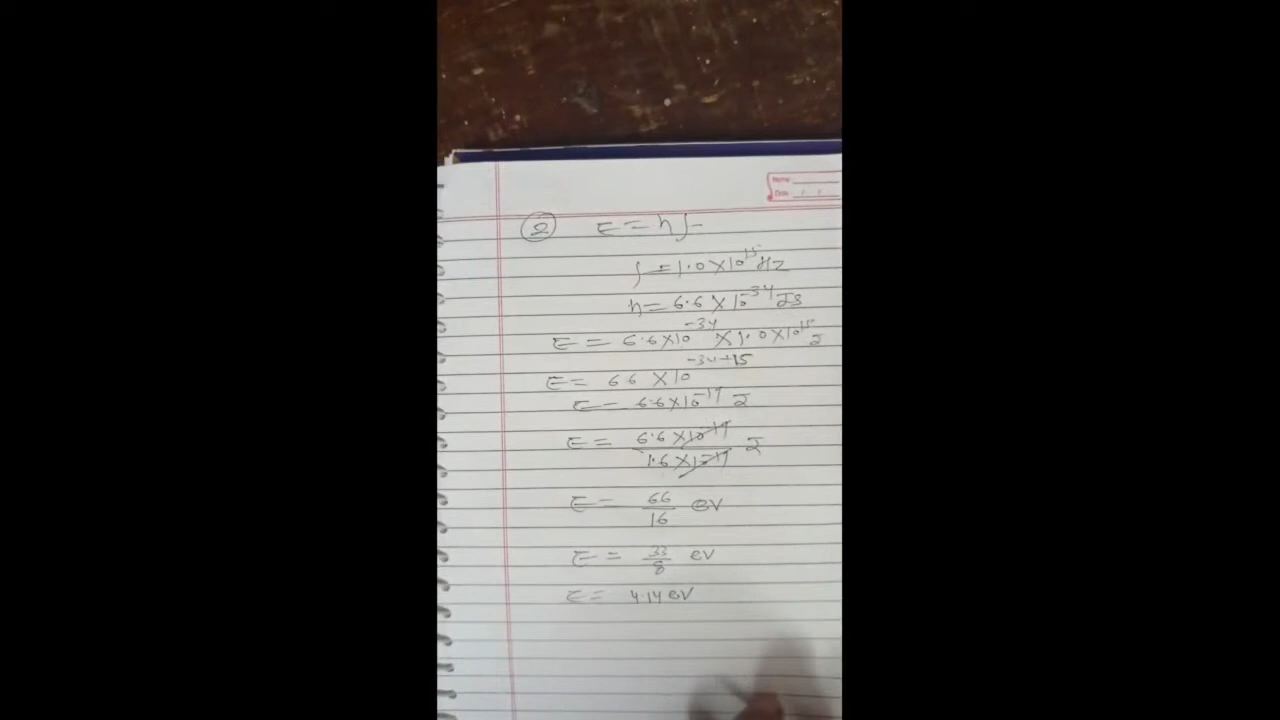 Name
Date / /
② E = hf
f = 1.0 × 10¹⁵ Hz
h = 6.6 × 10⁻³⁴ Js
E = 6.6 × 10⁻³⁴ × 1.0 × 10¹⁵ J
E = 6.6 × 10⁻³⁴⁺¹⁵
E = 6.6 × 10⁻¹⁹ J
E = 6.6 × 10⁻¹⁹ / 1.6 × 10⁻¹⁹ J
E = 66/16 eV
E = 33/8 eV
E = 4.14 eV